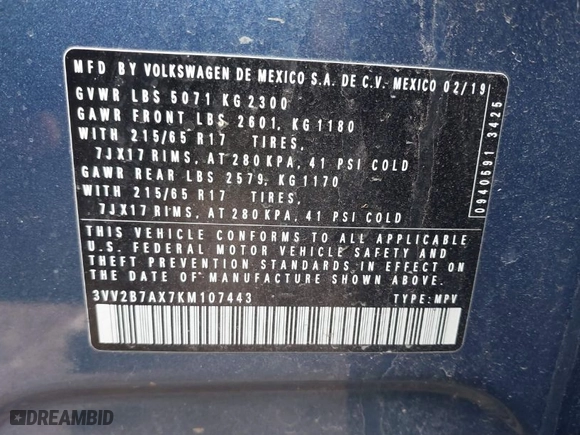 MFD BY VOLKSWAGEN DE MEXICO S.A. DE C.V. MEXICO 02/19
GVWR LBS 5071 KG 2300
GAWR FRONT LBS 2601, KG 1180
WITH 215/65 R17 TIRES,
7JX17 RIMS, AT 280 KPA, 41 PSI COLD
GAWR REAR LBS 2579, KG 1170
WITH 215/65 R17 TIRES,
7JX17 RIMS, AT 280 KPA, 41 PSI COLD
THIS VEHICLE CONFORMS TO ALL APPLICABLE
U.S. FEDERAL MOTOR VEHICLE SAFETY AND
THEFT PREVENTION STANDARDS IN EFFECT ON
THE DATE OF MANUFACTURE SHOWN ABOVE.
3VV2B7AX7KM107443 TYPE: MPV
0940591 3425
DREAMBID